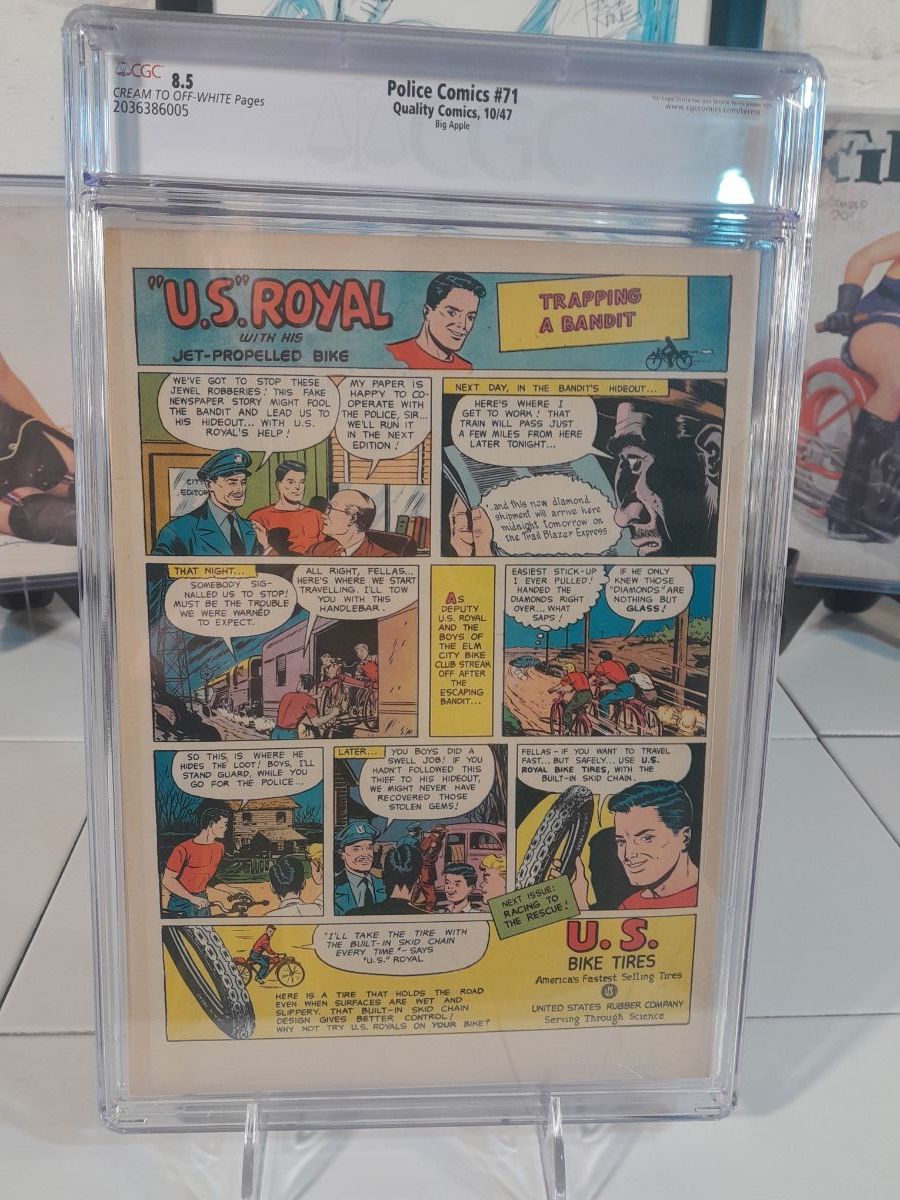 CGC 8.5
CREAM TO OFF-WHITE Pages
2036386005
Police Comics #71
Quality Comics, 10/47
Big Apple
www.cgccomics.com/terms
"U.S." ROYAL
WITH HIS
JET-PROPELLED BIKE
TRAPPING
A BANDIT
WE'VE GOT TO STOP THESE
JEWEL ROBBERIES! THIS FAKE
NEWSPAPER STORY MIGHT FOOL
THE BANDIT AND LEAD US TO
HIS HIDEOUT... WITH U.S.
ROYAL'S HELP!
MY PAPER IS
HAPPY TO CO-
OPERATE WITH
THE POLICE, SIR...
WE'LL RUN IT
IN THE NEXT
EDITION!
CITY
EDITOR
NEXT DAY, IN THE BANDIT'S HIDEOUT...
HERE'S WHERE I
GET TO WORK! THAT
TRAIN WILL PASS JUST
A FEW MILES FROM HERE
LATER TONIGHT...
...and this new diamond
shipment will arrive here
midnight tomorrow on
the Trail Blazer Express
THAT NIGHT...
SOMEBODY SIG-
NALLED US TO STOP!
MUST BE THE TROUBLE
WE WERE WARNED
TO EXPECT.
ALL RIGHT, FELLAS...
HERE'S WHERE WE START
TRAVELLING. I'LL TOW
YOU WITH THIS
HANDLEBAR.
AS
DEPUTY
U.S. ROYAL
AND THE
BOYS OF
THE ELM
CITY BIKE
CLUB STREAK
OFF AFTER
THE
ESCAPING
BANDIT...
EASIEST STICK-UP
I EVER PULLED!
HANDED THE
DIAMONDS RIGHT
OVER... WHAT
SAPS!
IF HE ONLY
KNEW THOSE
"DIAMONDS" ARE
NOTHING BUT
GLASS!
SO THIS IS WHERE HE
HIDES THE LOOT! BOYS, I'LL
STAND GUARD, WHILE YOU
GO FOR THE POLICE...
LATER...
YOU BOYS DID A
SWELL JOB! IF YOU
HADN'T FOLLOWED THIS
THIEF TO HIS HIDEOUT,
WE MIGHT NEVER HAVE
RECOVERED THOSE
STOLEN GEMS!
FELLAS - IF YOU WANT TO TRAVEL
FAST... BUT SAFELY... USE U.S.
ROYAL BIKE TIRES, WITH THE
BUILT-IN SKID CHAIN.
NEXT ISSUE:
RACING TO
THE RESCUE!
"I'LL TAKE THE TIRE WITH
THE BUILT-IN SKID CHAIN
EVERY TIME" - SAYS
"U.S." ROYAL
HERE IS A TIRE THAT HOLDS THE ROAD
EVEN WHEN SURFACES ARE WET AND
SLIPPERY. THAT BUILT-IN SKID CHAIN
DESIGN GIVES BETTER CONTROL!
WHY NOT TRY U.S. ROYALS ON YOUR BIKE?
U.S.
BIKE TIRES
America's Fastest Selling Tires
US
UNITED STATES RUBBER COMPANY
Serving Through Science